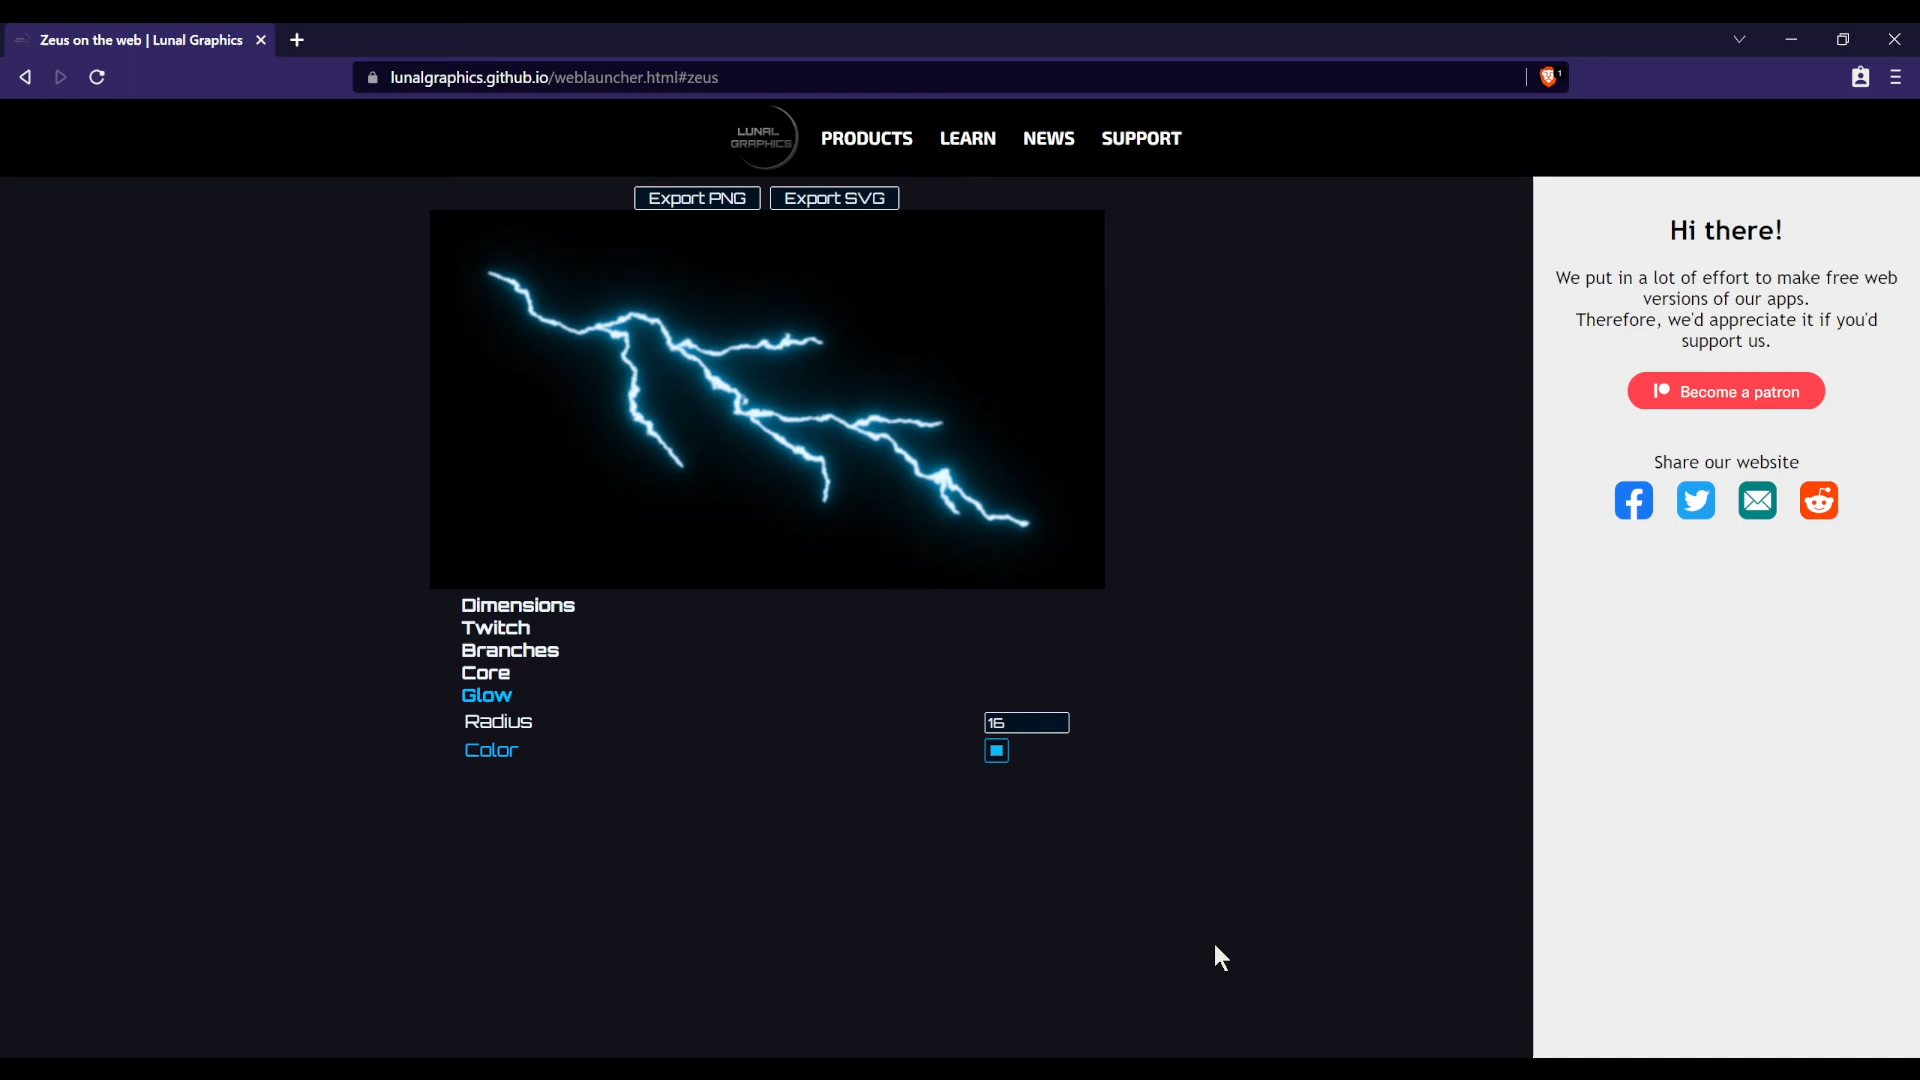 Zeus on the web | Lunal Graphics
lunalgraphics.github.io/weblauncher.html#zeus
1
LUNAL
GRAPHICS
PRODUCTS LEARN NEWS SUPPORT
Export PNG Export SVG
Dimensions
Twitch
Branches
Core
Glow
Radius 16
Color
Hi there!
We put in a lot of effort to make free web
versions of our apps.
Therefore, we'd appreciate it if you'd
support us.
Become a patron
Share our website